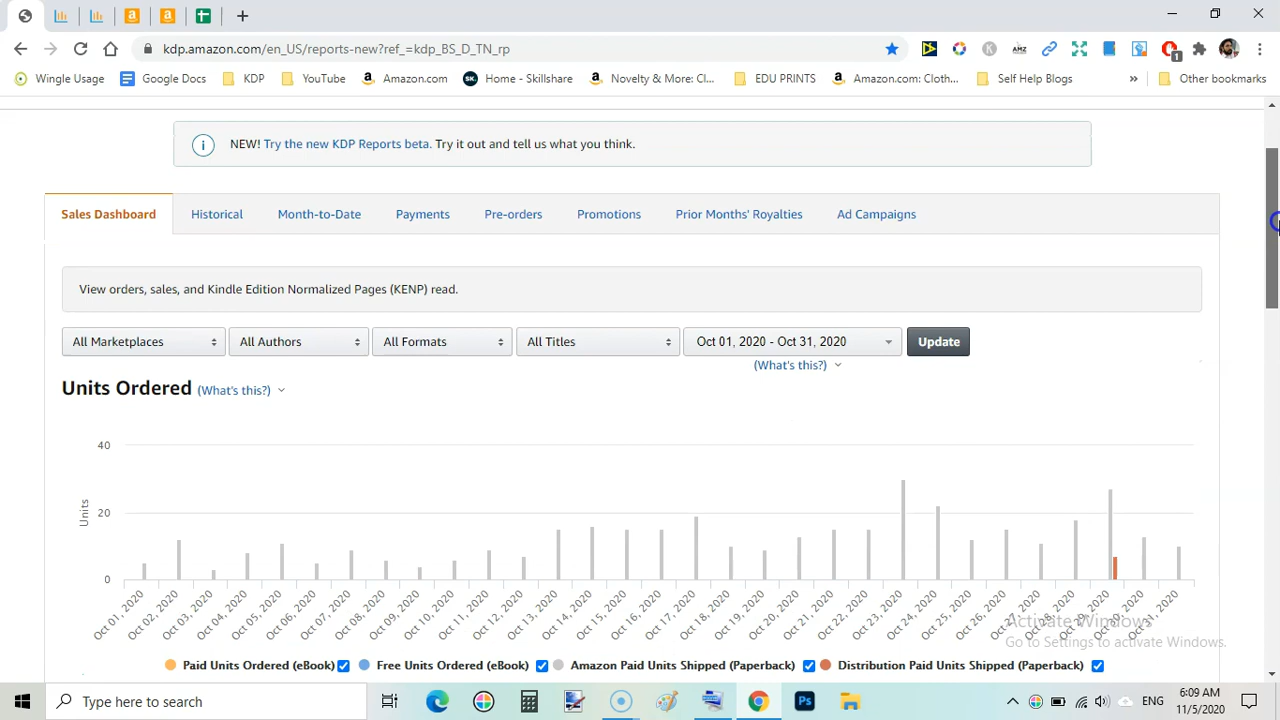 kdp.amazon.com/en_US/reports-new?ref_=kdp_BS_D_TN_rp
Wingle Usage
Google Docs
KDP
YouTube
Amazon.com
Home - Skillshare
Novelty & More: Cl...
EDU PRINTS
Amazon.com: Cloth...
Self Help Blogs
»
Other bookmarks
NEW! Try the new KDP Reports beta. Try it out and tell us what you think.
Sales Dashboard
Historical
Month-to-Date
Payments
Pre-orders
Promotions
Prior Months' Royalties
Ad Campaigns
View orders, sales, and Kindle Edition Normalized Pages (KENP) read.
All Marketplaces
All Authors
All Formats
All Titles
Oct 01, 2020 - Oct 31, 2020
Update
(What's this?)
Units Ordered (What's this?)
40
20
0
Units
Oct 01, 2020
Oct 02, 2020
Oct 03, 2020
Oct 04, 2020
Oct 05, 2020
Oct 06, 2020
Oct 07, 2020
Oct 08, 2020
Oct 09, 2020
Oct 10, 2020
Oct 11, 2020
Oct 12, 2020
Oct 13, 2020
Oct 14, 2020
Oct 15, 2020
Oct 16, 2020
Oct 17, 2020
Oct 18, 2020
Oct 19, 2020
Oct 20, 2020
Oct 21, 2020
Oct 22, 2020
Oct 23, 2020
Oct 24, 2020
Oct 25, 2020
Oct 26, 2020
Activate Windows
Go to Settings to activate Windows.
Paid Units Ordered (eBook)
Free Units Ordered (eBook)
Amazon Paid Units Shipped (Paperback)
Distribution Paid Units Shipped (Paperback)
Type here to search
ENG
6:09 AM
11/5/2020